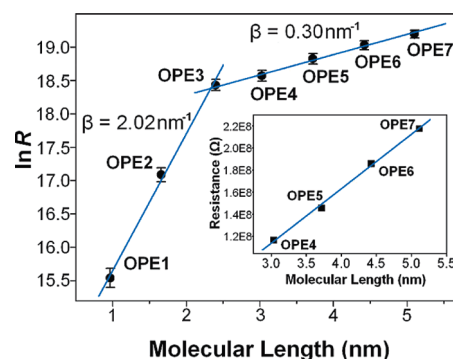 β = 0.30nm⁻¹
19.0
18.5
18.0
17.5
17.0
16.5
16.0
15.5
lnR
OPE3
OPE4
OPE5
OPE6
OPE7
β = 2.02nm⁻¹
OPE2
OPE1
2.2E8
2.0E8
1.8E8
1.6E8
1.4E8
1.2E8
Resistance (Ω)
OPE7
OPE6
OPE5
OPE4
3.0 3.5 4.0 4.5 5.0
Molecular Length (nm)
1 2 3 4 5
Molecular Length (nm)